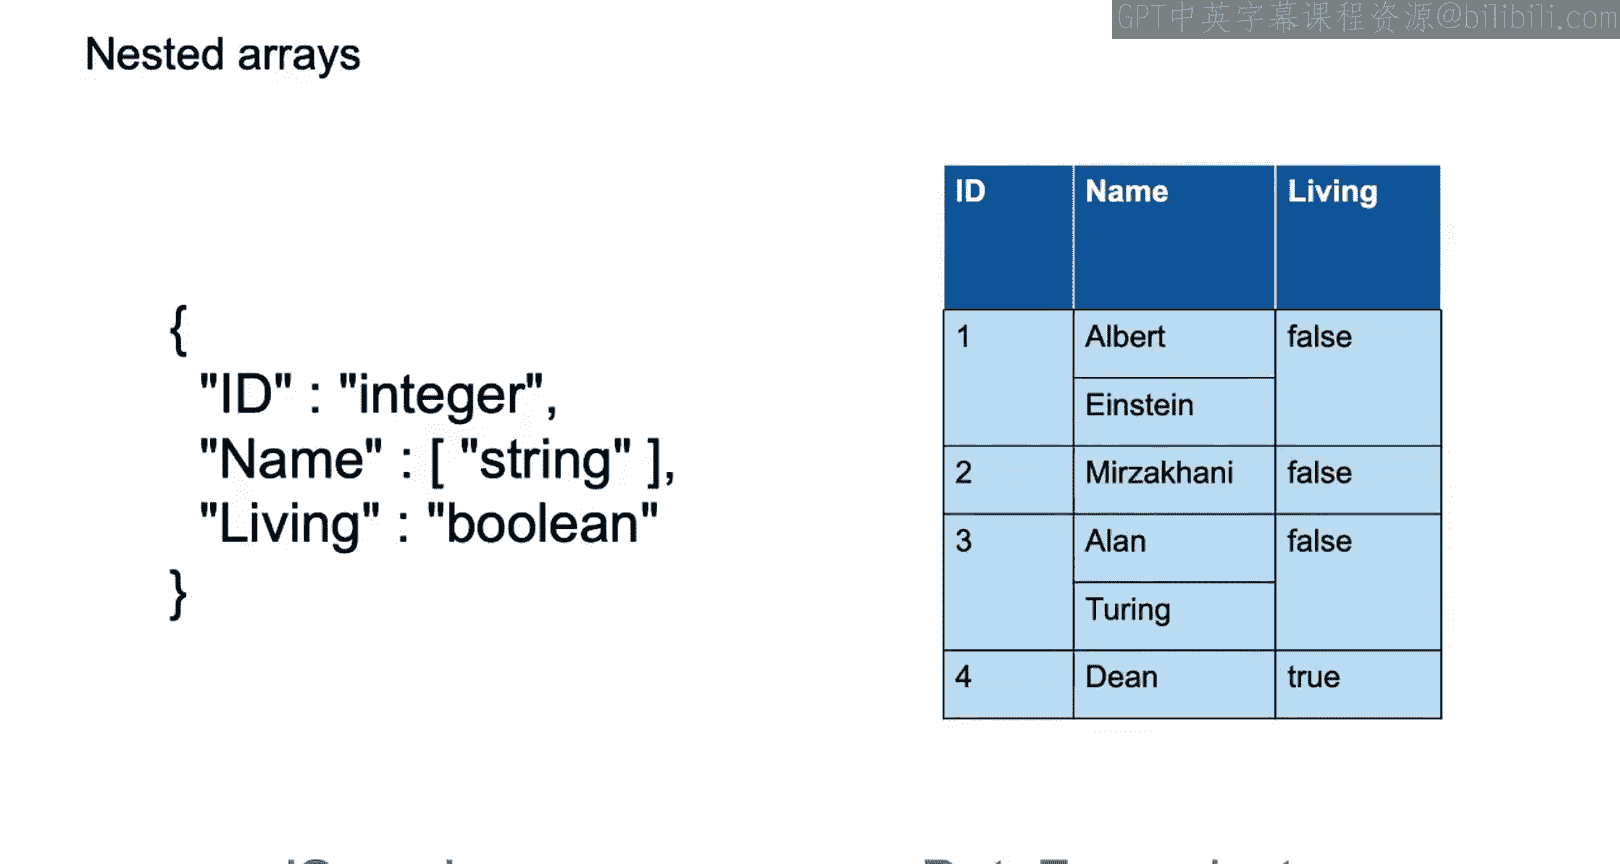 GPT中英字幕课程资源@bilibili.com
Nested arrays
{
"ID" : "integer",
"Name" : [ "string" ],
"Living" : "boolean"
}
ID Name Living
1 Albert false
Einstein
2 Mirzakhani false
3 Alan false
Turing
4 Dean true